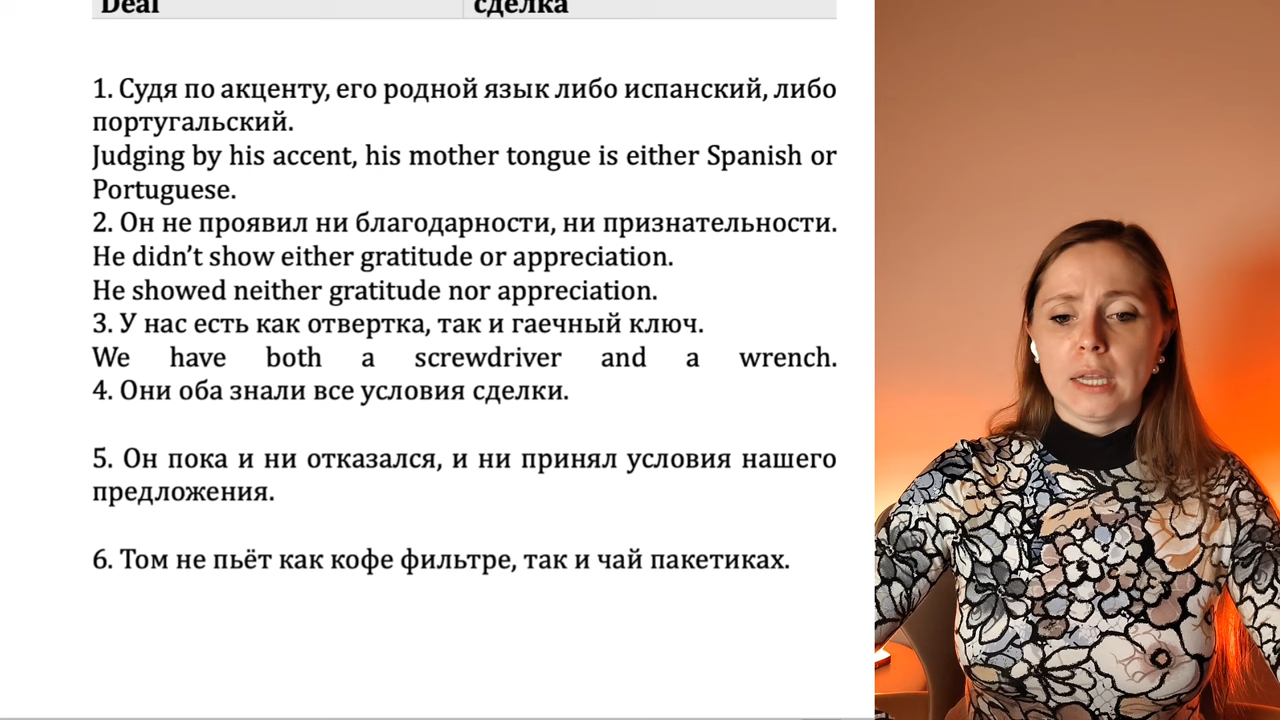 Deal сделка
1. Судя по акценту, его родной язык либо испанский, либо
португальский.
Judging by his accent, his mother tongue is either Spanish or
Portuguese.
2. Он не проявил ни благодарности, ни признательности.
He didn’t show either gratitude or appreciation.
He showed neither gratitude nor appreciation.
3. У нас есть как отвертка, так и гаечный ключ.
We have both a screwdriver and a wrench.
4. Они оба знали все условия сделки.
5. Он пока и ни отказался, и ни принял условия нашего
предложения.
6. Том не пьёт как кофе фильтре, так и чай пакетиках.